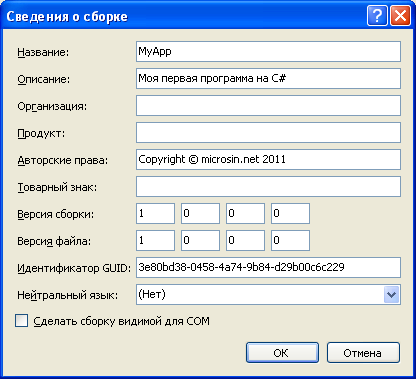 Сведения о сборке
Название: MyApp
Описание: Моя первая программа на C#
Организация:
Продукт:
Авторские права: Copyright © microsin.net 2011
Товарный знак:
Версия сборки: 1 0 0 0
Версия файла: 1 0 0 0
Идентификатор GUID: 3e80bd38-0458-4a74-9b84-d29b00c6c229
Нейтральный язык: (Нет)
Сделать сборку видимой для COM
OK Отмена